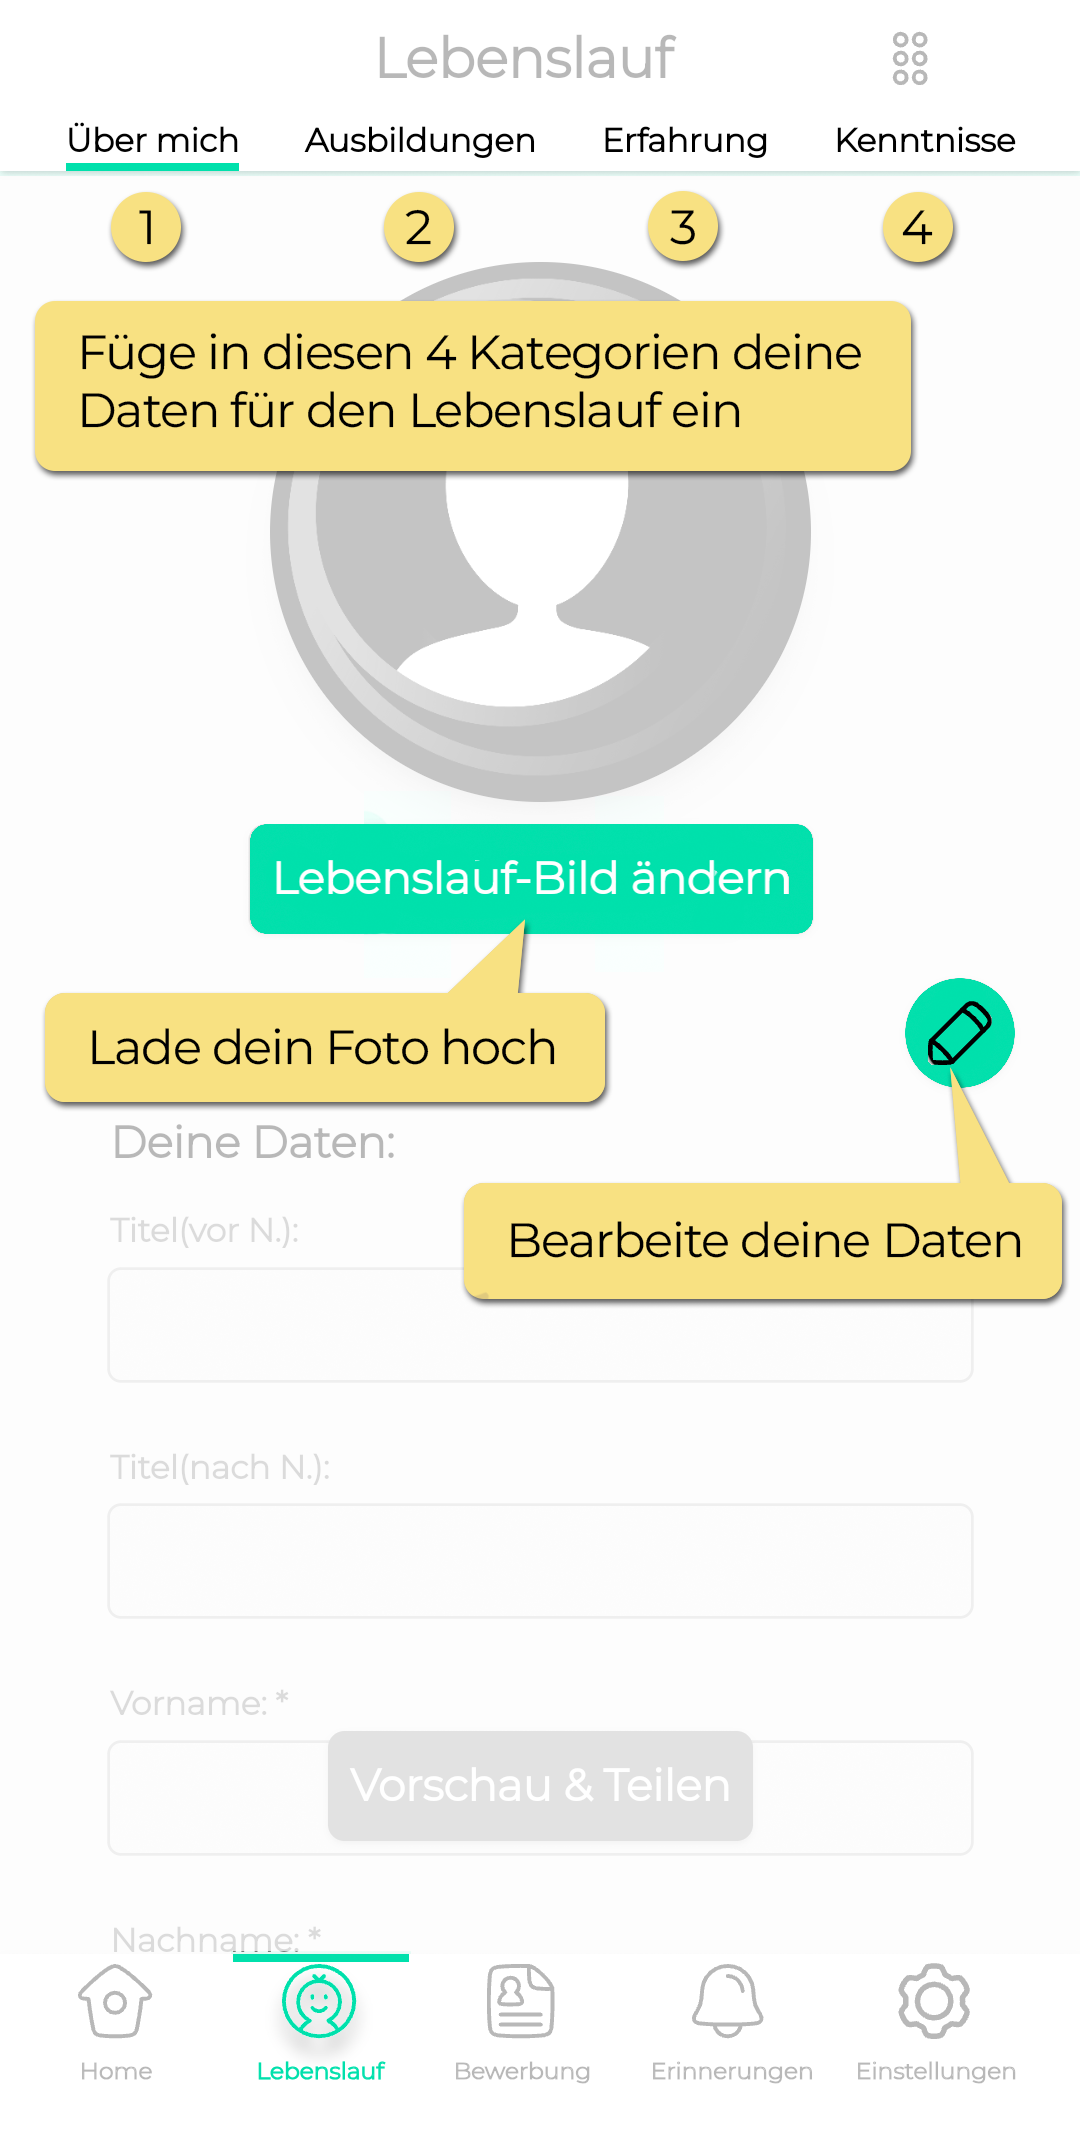 Lebenslauf
Über mich Ausbildungen Erfahrung Kenntnisse
1 2 3 4
Füge in diesen 4 Kategorien deine
Daten für den Lebenslauf ein
Lebenslauf-Bild ändern
Lade dein Foto hoch
Deine Daten:
Titel(vor N.):
Bearbeite deine Daten
Titel(nach N.):
Vorname: *
Vorschau & Teilen
Nachname: *
Home Lebenslauf Bewerbung Erinnerungen Einstellungen